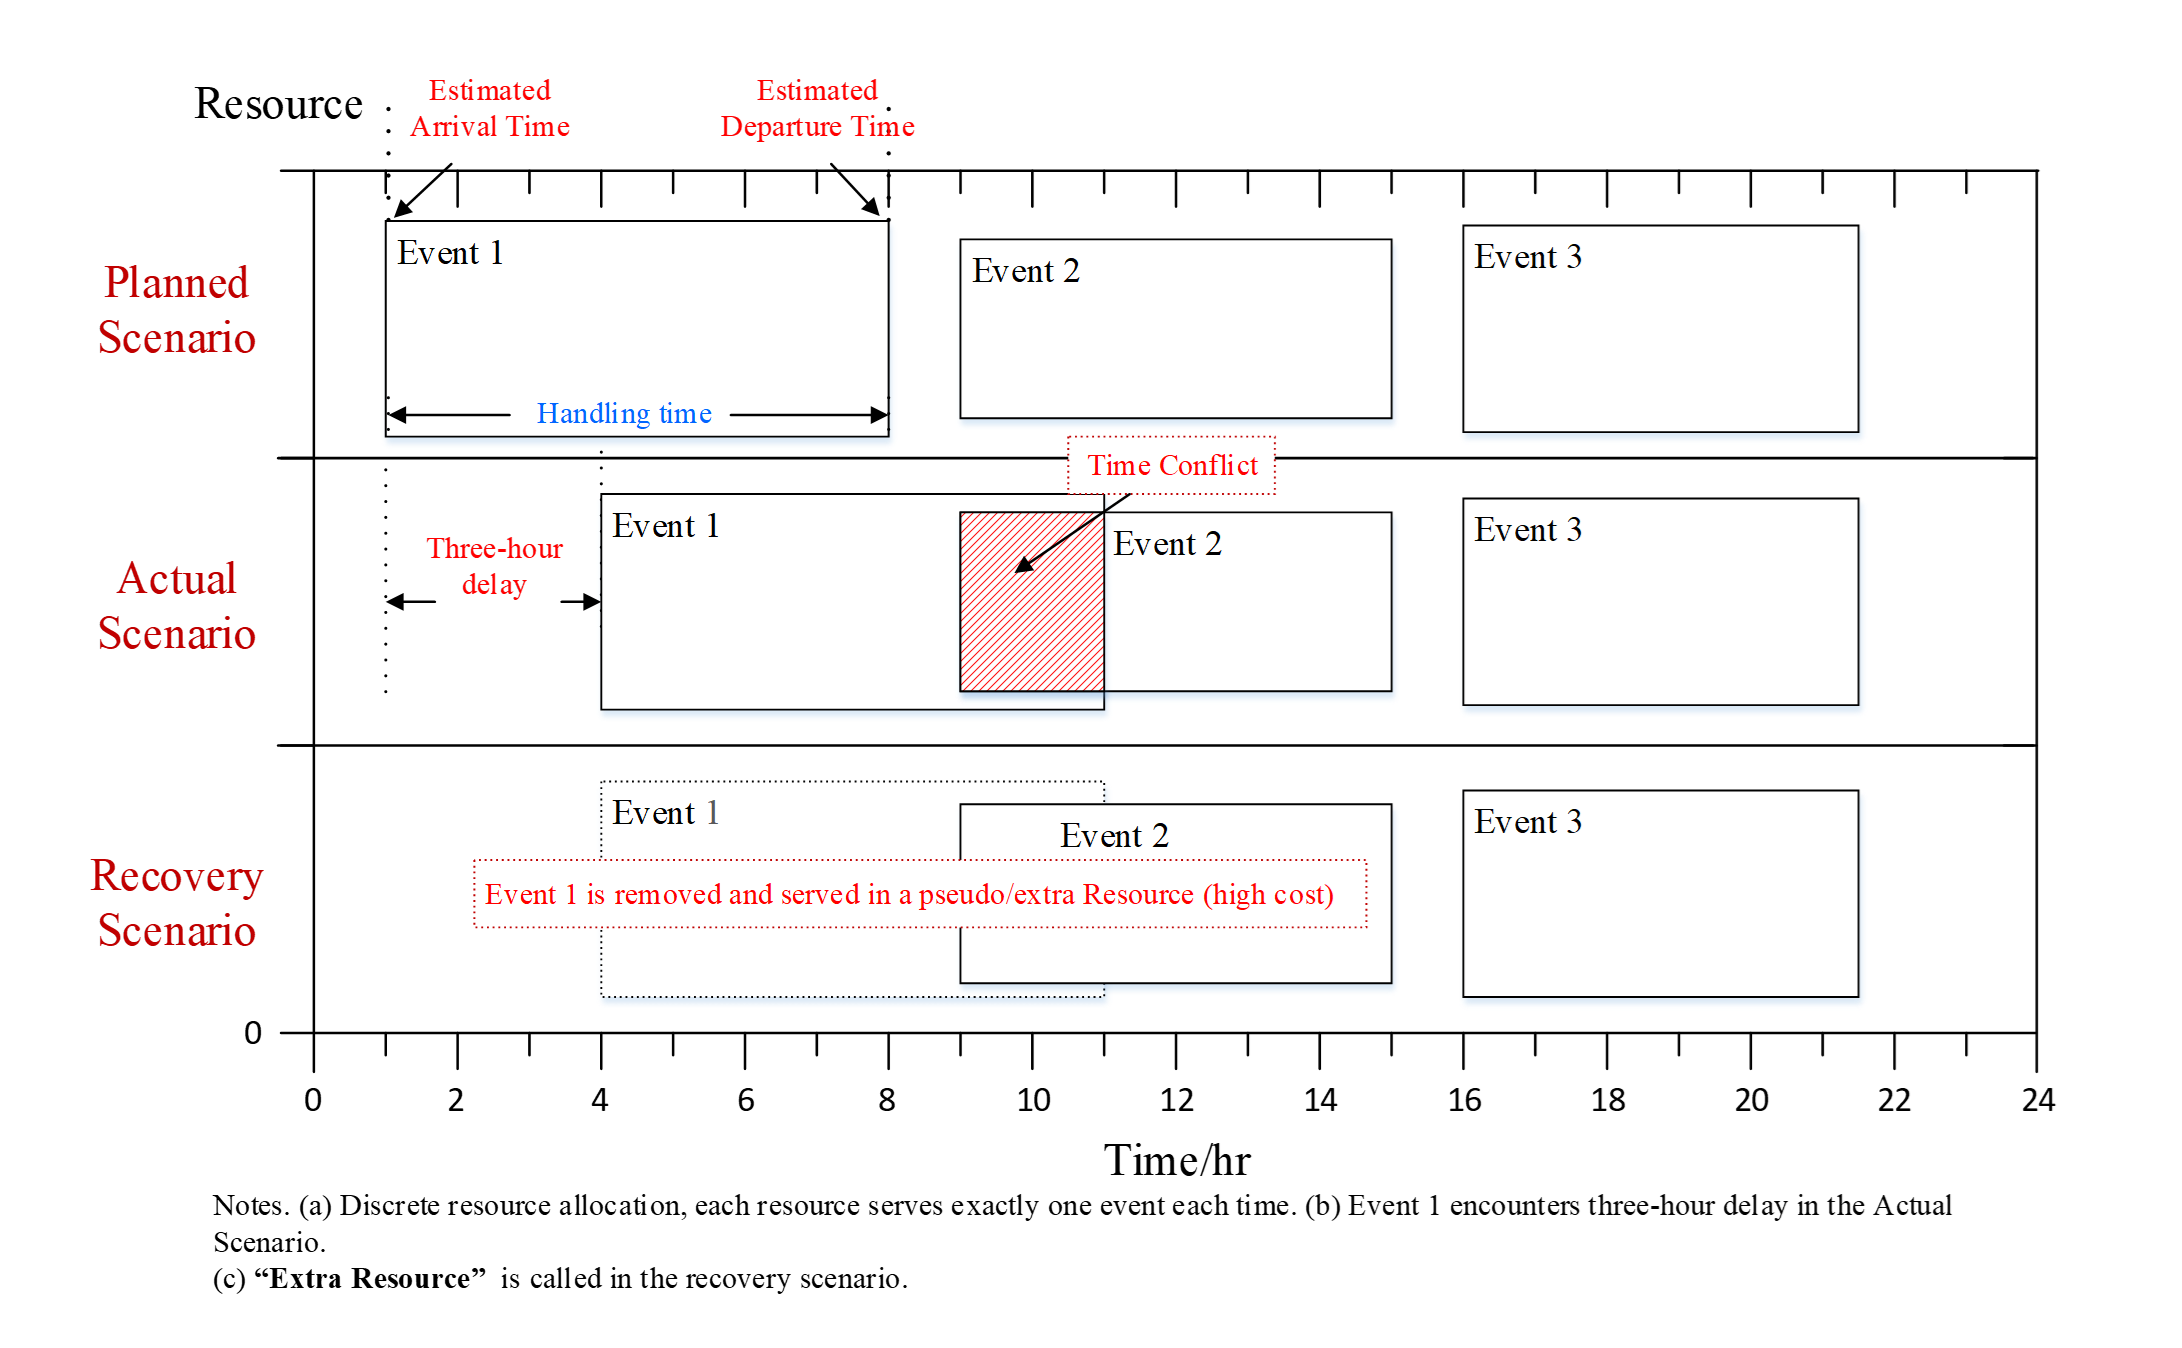 Resource
Estimated
Arrival Time
Estimated
Departure Time
Planned
Scenario
Event 1
Event 2
Event 3
Handling time
Time Conflict
Actual
Scenario
Three-hour
delay
Event 1
Event 2
Event 3
Recovery
Scenario
Event 1
Event 2
Event 3
Event 1 is removed and served in a pseudo/extra Resource (high cost)
0
0 2 4 6 8 10 12 14 16 18 20 22 24
Time/hr
Notes. (a) Discrete resource allocation, each resource serves exactly one event each time. (b) Event 1 encounters three-hour delay in the Actual
Scenario.
(c) “Extra Resource” is called in the recovery scenario.